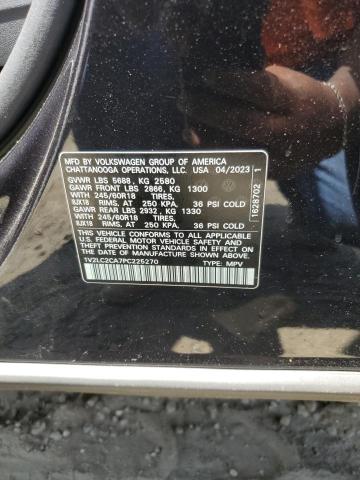 MFD. BY VOLKSWAGEN GROUP OF AMERICA
CHATTANOOGA OPERATIONS, LLC. USA 04/2023
GVWR LBS 5688 , KG 2580
GAWR FRONT LBS 2866, KG 1300
WITH 245/60R18 TIRES,
8JX18 RIMS, AT 250 KPA, 36 PSI COLD
GAWR REAR LBS 2932 , KG 1330
WITH 245/60R18 TIRES,
8JX18 RIMS, AT 250 KPA, 36 PSI COLD
THIS VEHICLE CONFORMS TO ALL APPLICABLE
U.S. FEDERAL MOTOR VEHICLE
SAFETY AND THEFT PREVENTION STANDARDS IN EFFECT
ON THE DATE OF MANUFACTURE SHOWN ABOVE.
1V2LC2CA7PC225270 TYPE: MPV
1628702 1